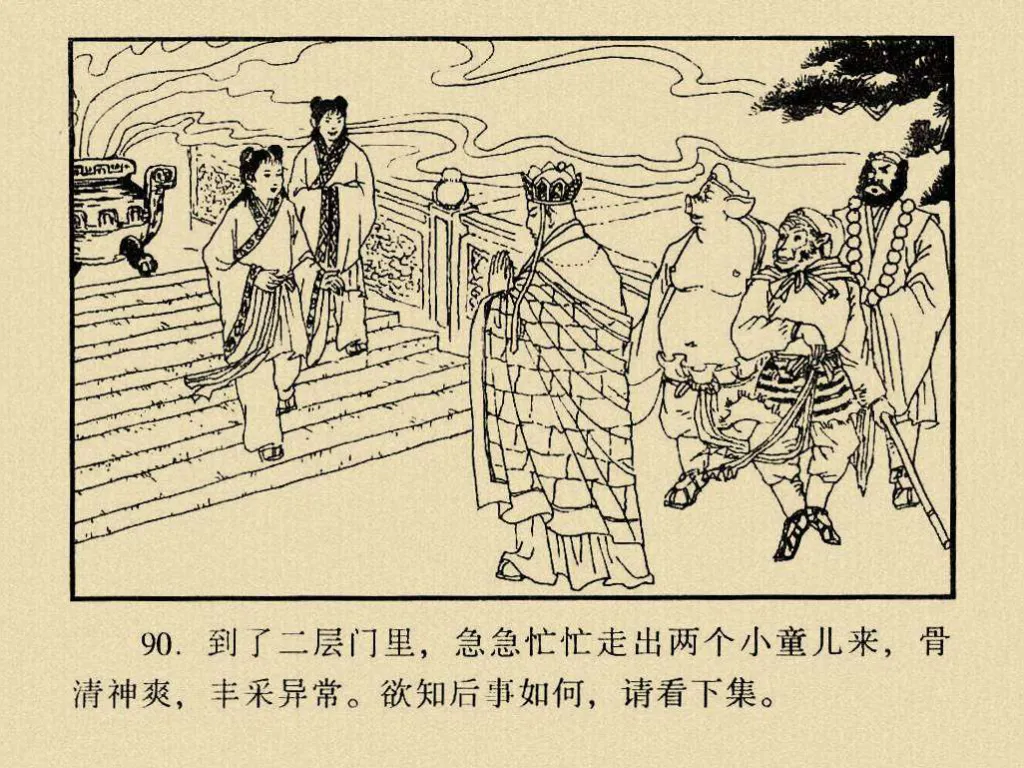 90. 到了二层门里，急急忙忙走出两个小童儿来，骨
清神爽，丰采异常。欲知后事如何，请看下集。